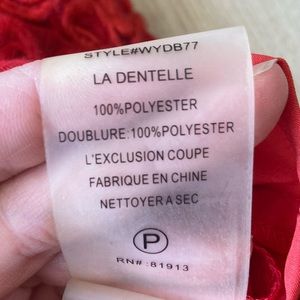 STYLE#WYDB77
LA DENTELLE
100%POLYESTER
DOUBLURE:100%POLYESTER
L'EXCLUSION COUPE
FABRIQUE EN CHINE
NETTOYER A SEC
P
RN# :81913